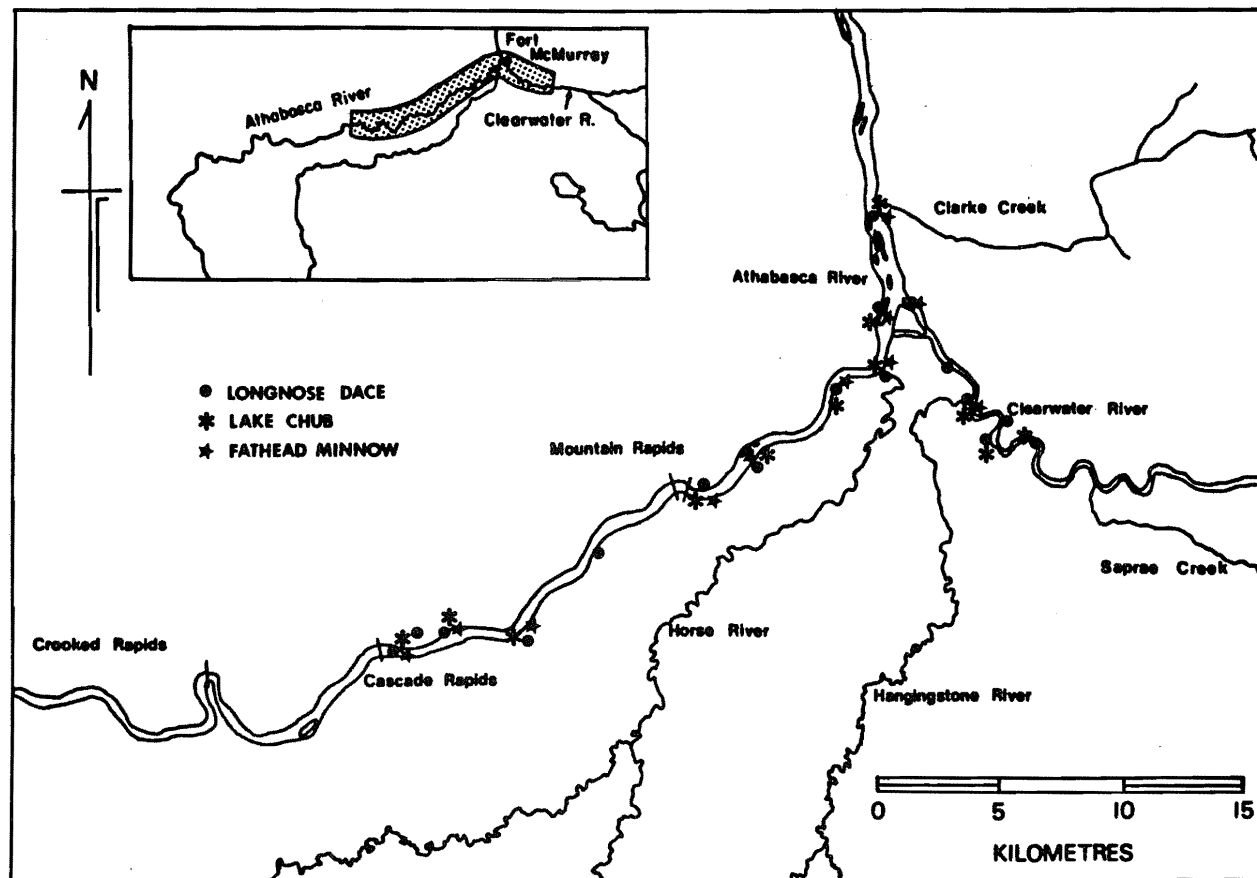 Fort
McMurray
Athabasca River
Clearwater R.
N
Clarke Creek
Athabasca River
LONGNOSE DACE
LAKE CHUB
FATHEAD MINNOW
Clearwater River
Mountain Rapids
Saprae Creek
Horse River
Crooked Rapids
Cascade Rapids
Hangingstone River
0 5 10 15
KILOMETRES